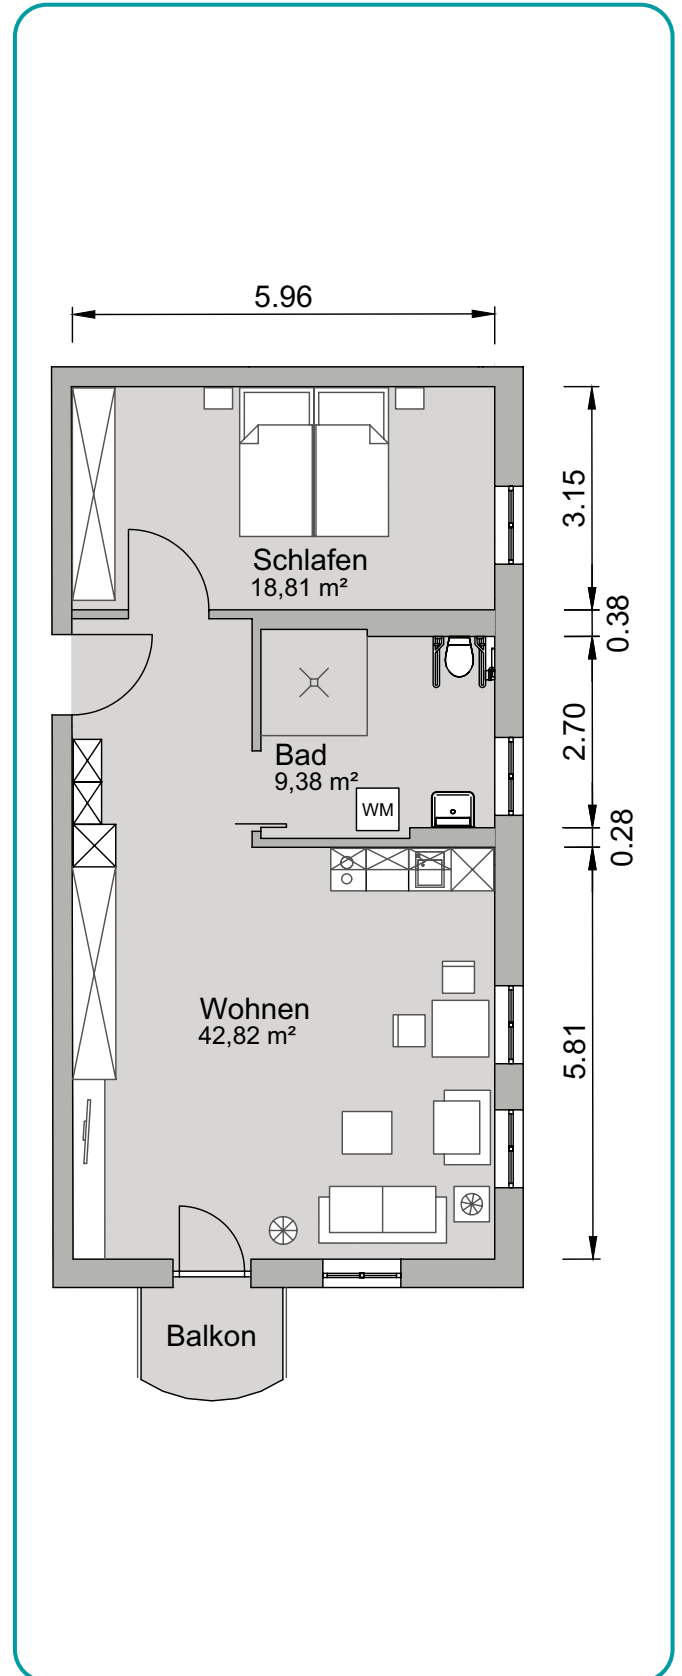 5.96
3.15
Schlafen
18,81 m²
0.38
2.70
Bad
9,38 m²
WM
0.28
Wohnen
42,82 m²
5.81
Balkon